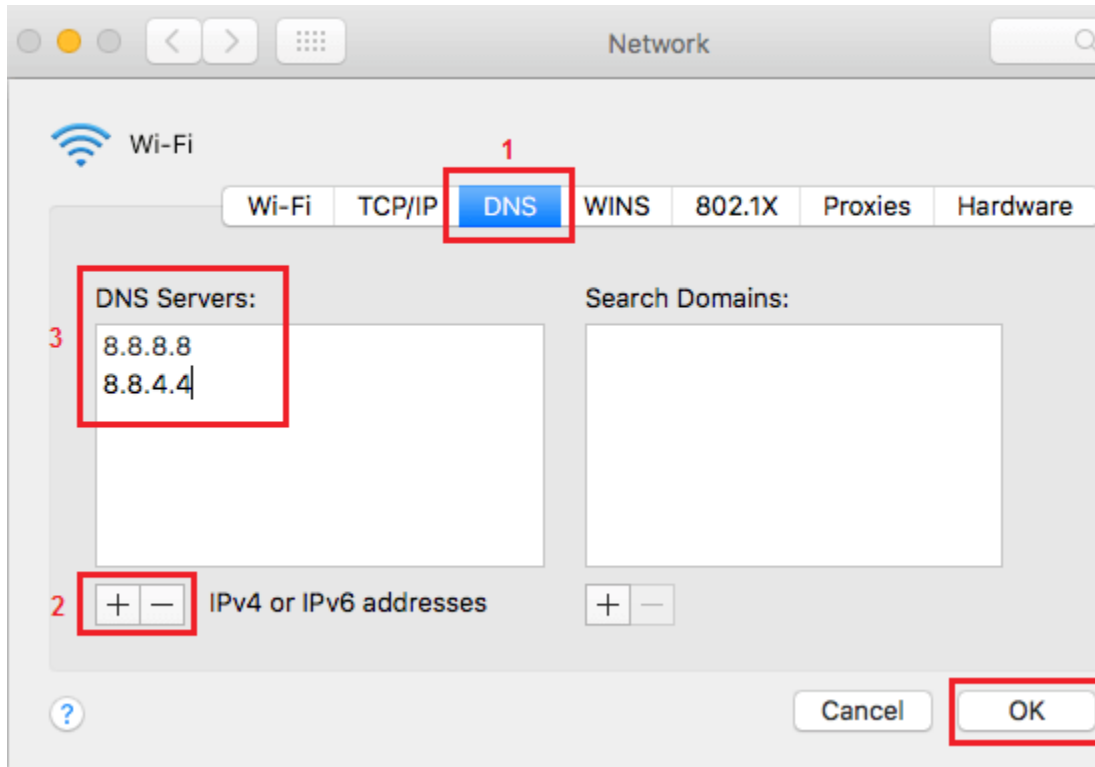 Network
Wi-Fi
1
Wi-Fi TCP/IP DNS WINS 802.1X Proxies Hardware
DNS Servers: Search Domains:
3
8.8.8.8
8.8.4.4
2 + − IPv4 or IPv6 addresses + −
? Cancel OK